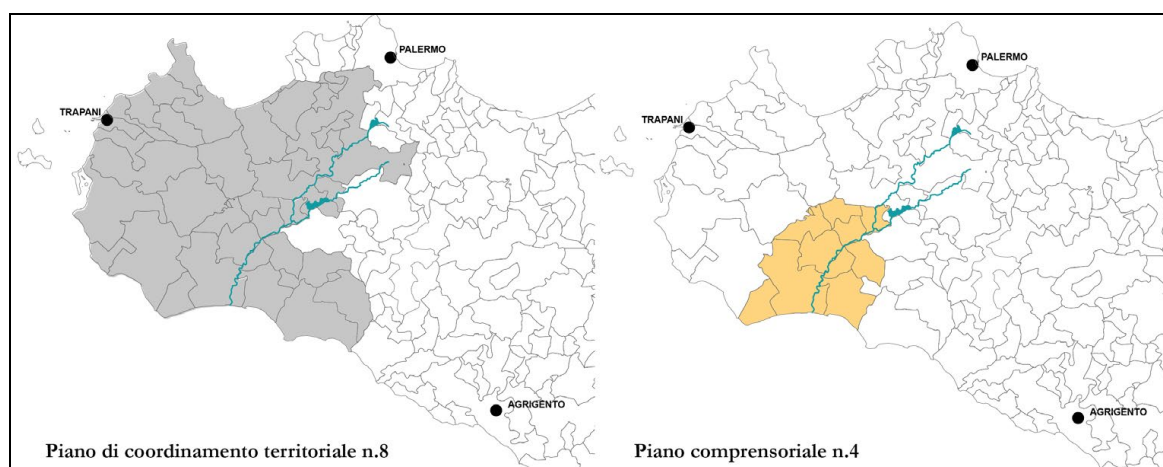 PALERMO
TRAPANI
AGRIGENTO
Piano di coordinamento territoriale n.8
PALERMO
TRAPANI
AGRIGENTO
Piano comprensoriale n.4